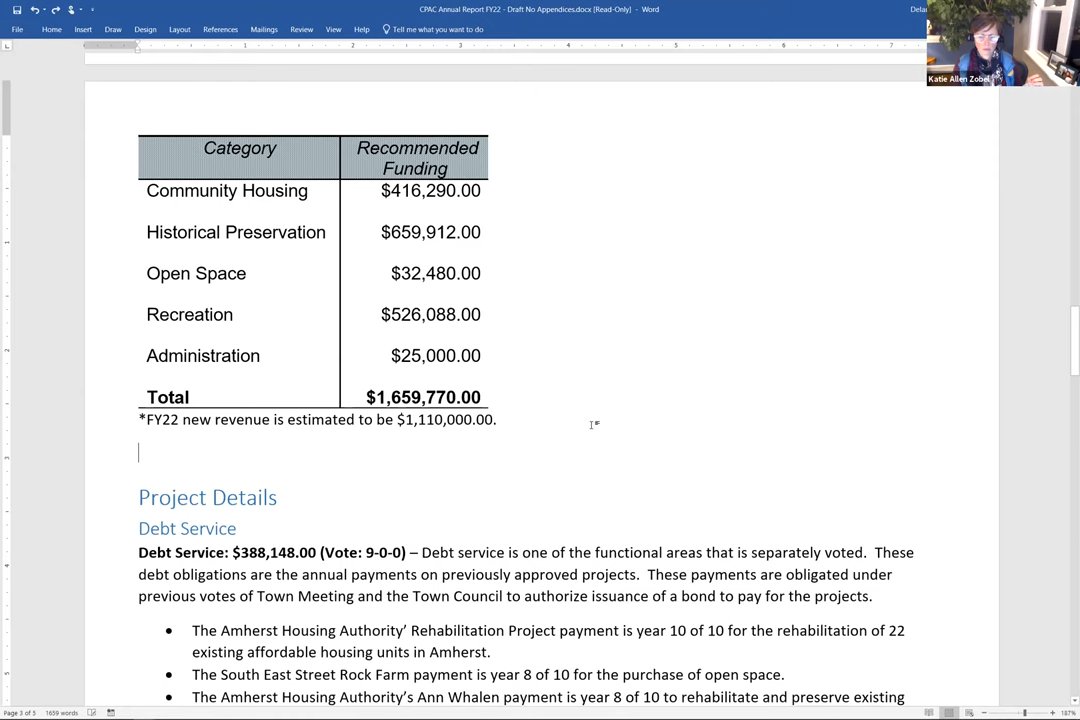 CPAC Annual Report FY22 - Draft No Appendices.docx [Read-Only] - Word
File Home Insert Draw Design Layout References Mailings Review View Help Tell me what you want to do
Katie Allen Zobel
Category Recommended Funding
Community Housing $416,290.00
Historical Preservation $659,912.00
Open Space $32,480.00
Recreation $526,088.00
Administration $25,000.00
Total $1,659,770.00
*FY22 new revenue is estimated to be $1,110,000.00.
Project Details
Debt Service
Debt Service: $388,148.00 (Vote: 9-0-0) – Debt service is one of the functional areas that is separately voted. These
debt obligations are the annual payments on previously approved projects. These payments are obligated under
previous votes of Town Meeting and the Town Council to authorize issuance of a bond to pay for the projects.
• The Amherst Housing Authority’ Rehabilitation Project payment is year 10 of 10 for the rehabilitation of 22
existing affordable housing units in Amherst.
• The South East Street Rock Farm payment is year 8 of 10 for the purchase of open space.
• The Amherst Housing Authority’s Ann Whalen payment is year 8 of 10 to rehabilitate and preserve existing
Page 3 of 5 1659 words 187%